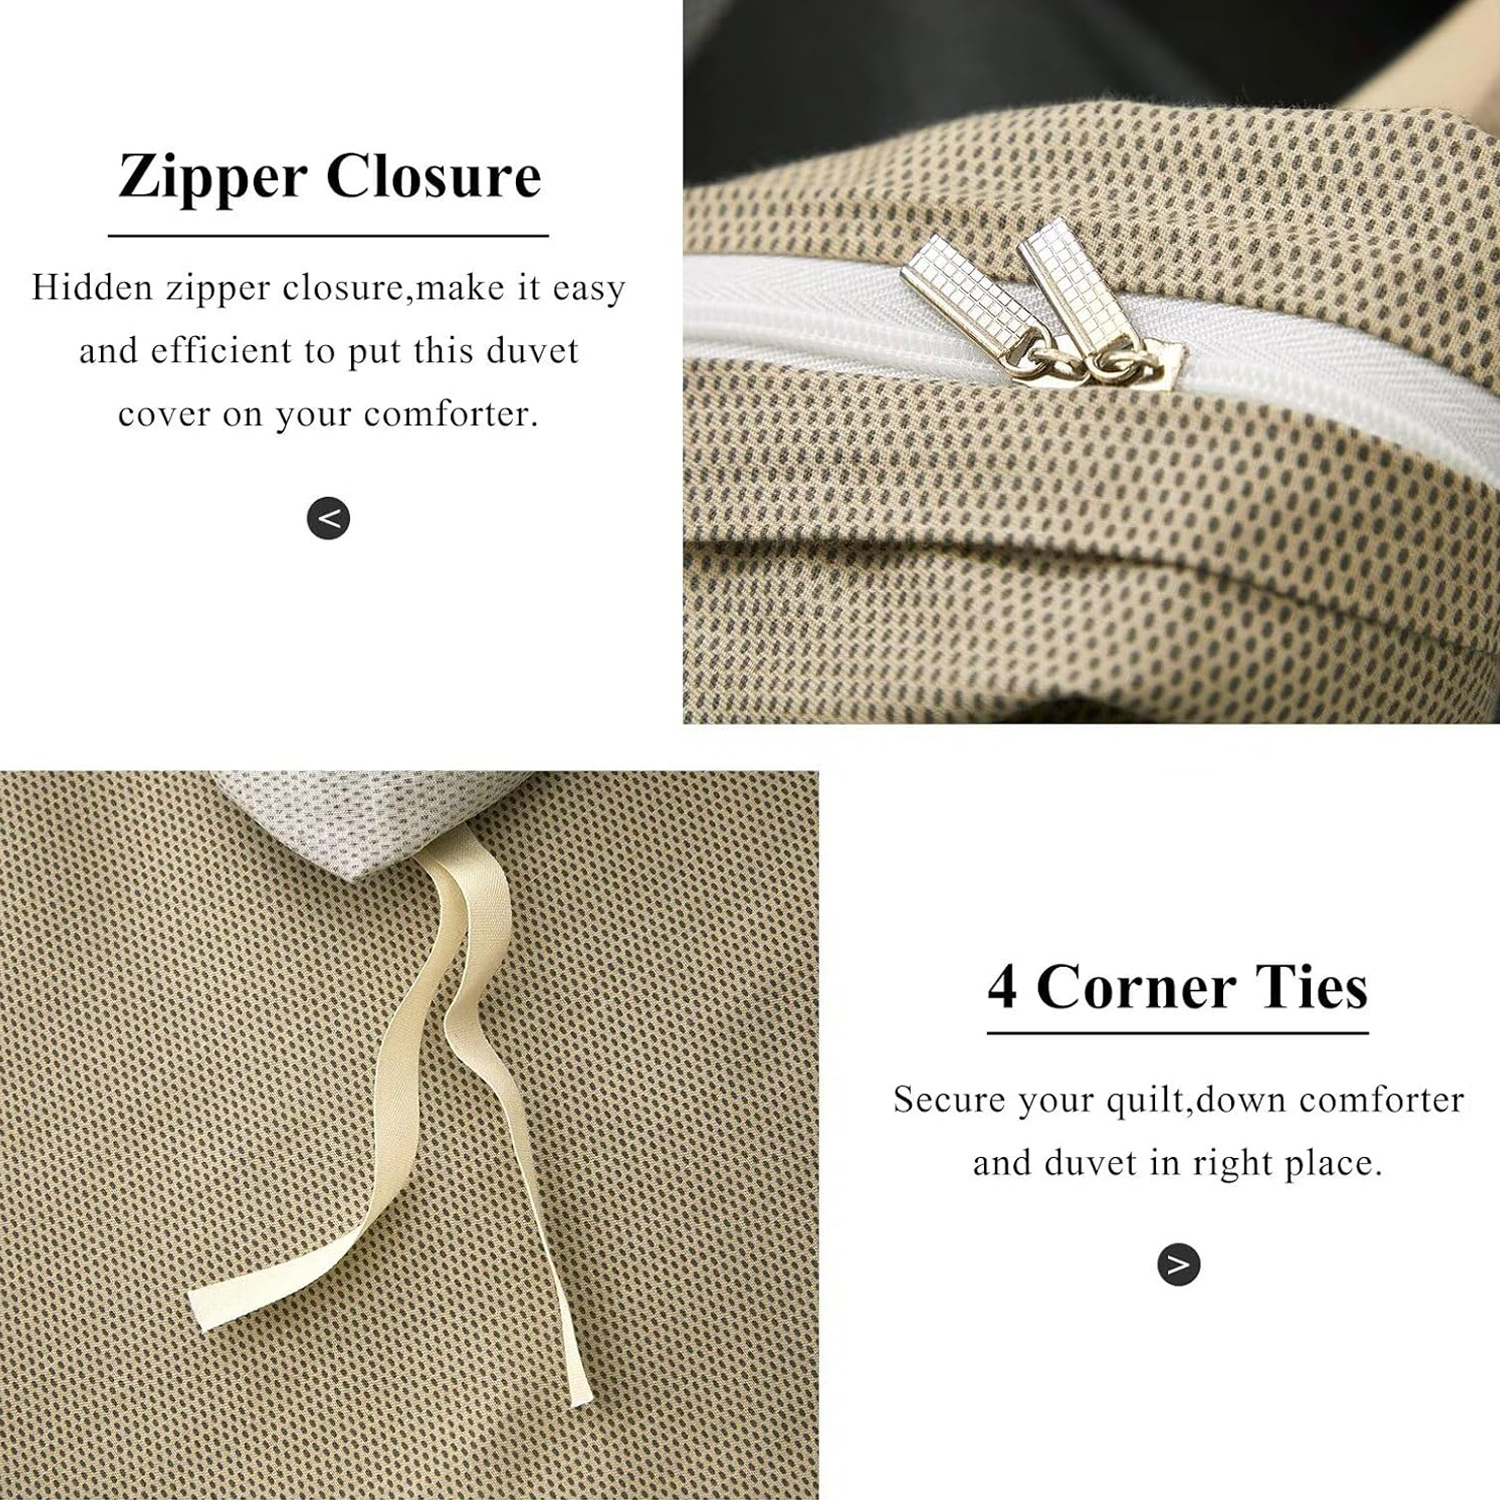 Zipper Closure
Hidden zipper closure,make it easy
and efficient to put this duvet
cover on your comforter.
<
4 Corner Ties
Secure your quilt,down comforter
and duvet in right place.
>